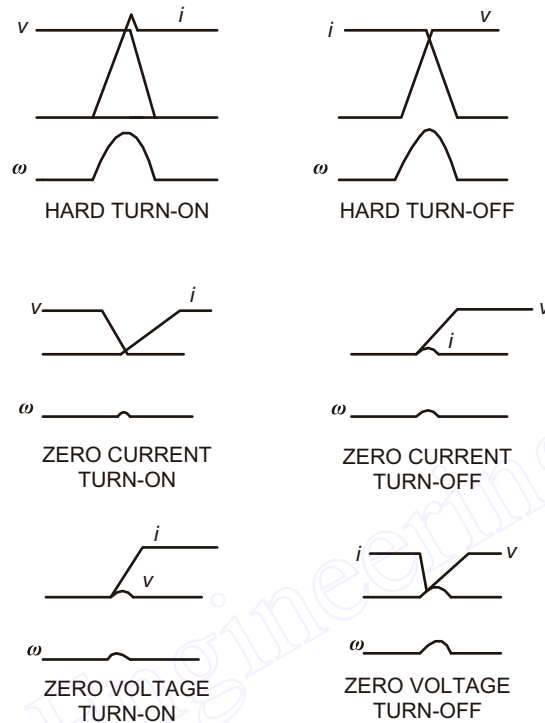 v i i v
ω ω
HARD TURN-ON HARD TURN-OFF
v i v
i
ω ω
ZERO CURRENT ZERO CURRENT
TURN-ON TURN-OFF
i i v
v
ω ω
ZERO VOLTAGE ZERO VOLTAGE
TURN-ON TURN-OFF
Engineering